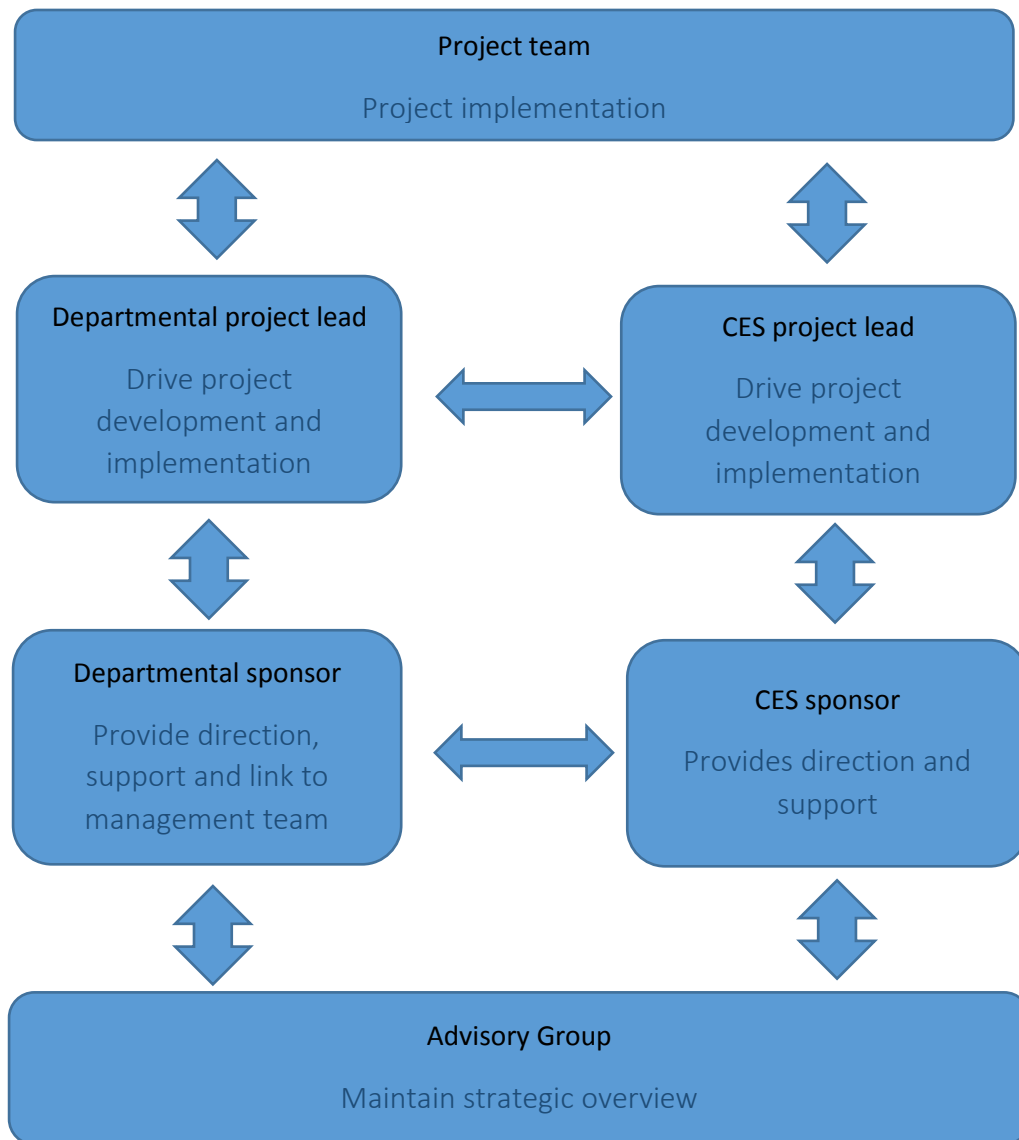 Project team
Project implementation
Departmental project lead
Drive project
development and
implementation
CES project lead
Drive project
development and
implementation
Departmental sponsor
Provide direction,
support and link to
management team
CES sponsor
Provides direction and
support
Advisory Group
Maintain strategic overview